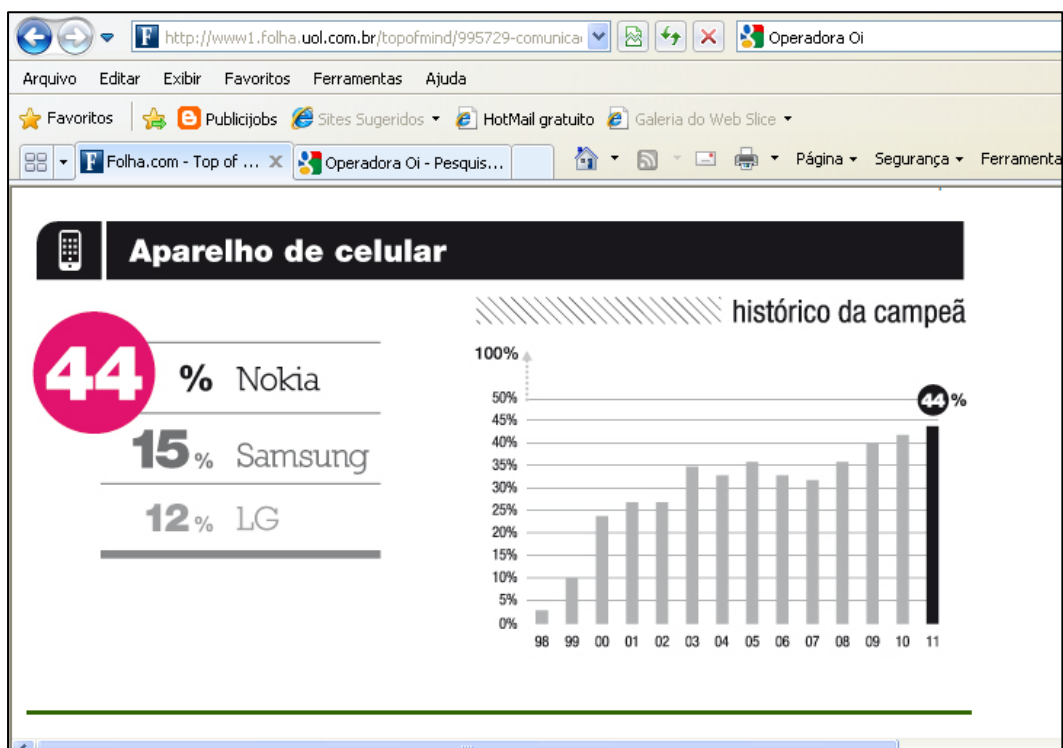 http://www1.folha.uol.com.br/topofmind/995729-comunica
Operadora Oi
Arquivo Editar Exibir Favoritos Ferramentas Ajuda
Favoritos Publicijobs Sites Sugeridos HotMail gratuito Galeria do Web Slice
Folha.com - Top of ... Operadora Oi - Pesquis... Página Segurança Ferramenta
Aparelho de celular
histórico da campeã
44 % Nokia
15% Samsung
12% LG
100%
50%
45%
40%
35%
30%
25%
20%
15%
10%
5%
0%
44%
98 99 00 01 02 03 04 05 06 07 08 09 10 11